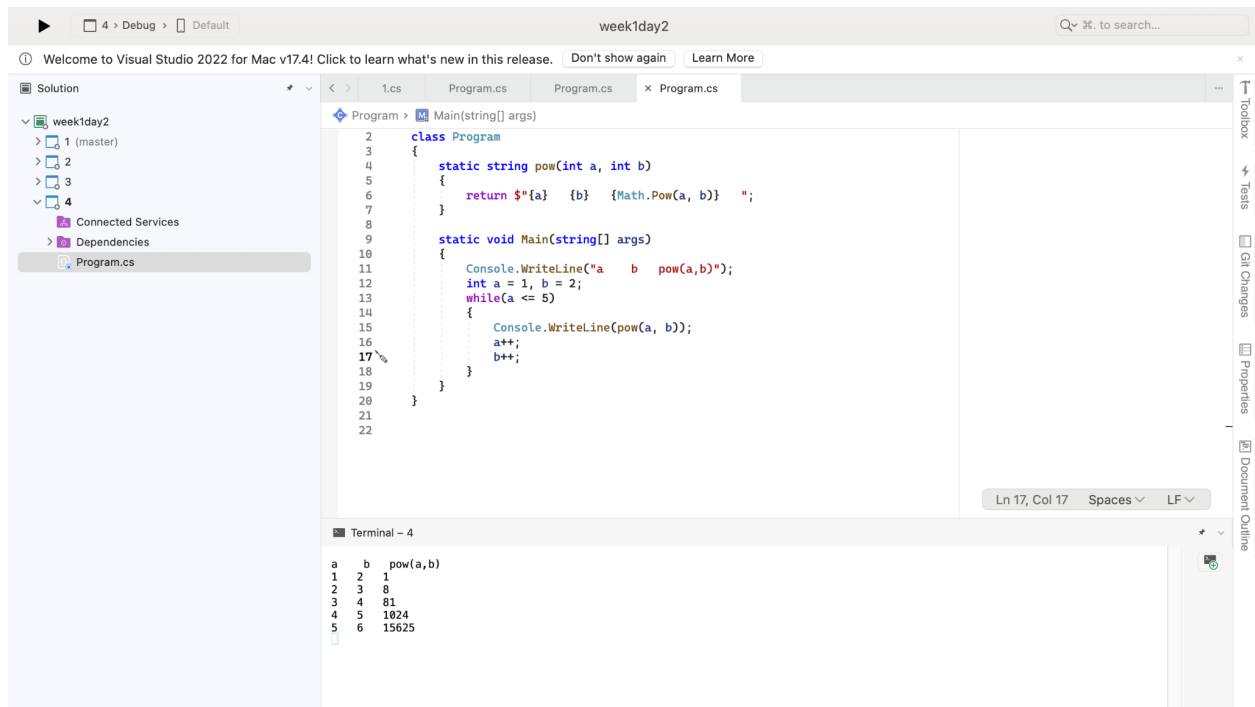 4 > Debug > Default
week1day2
⌘. to search...
Welcome to Visual Studio 2022 for Mac v17.4! Click to learn what's new in this release. Don't show again Learn More
Solution
week1day2
1 (master)
2
3
4
Connected Services
Dependencies
Program.cs
1.cs Program.cs Program.cs × Program.cs
Program > M Main(string[] args)
2 class Program
3 {
4     static string pow(int a, int b)
5     {
6         return $"{a}   {b}   {Math.Pow(a, b)}   ";
7     }
8
9     static void Main(string[] args)
10     {
11         Console.WriteLine("a    b   pow(a,b)");
12         int a = 1, b = 2;
13         while(a <= 5)
14         {
15             Console.WriteLine(pow(a, b));
16             a++;
17             b++;
18         }
19     }
20 }
21
22
Ln 17, Col 17 Spaces LF
Terminal – 4
a    b   pow(a,b)
1   2   1
2   3   8
3   4   81
4   5   1024
5   6   15625
Toolbox
Tests
Git Changes
Properties
Document Outline